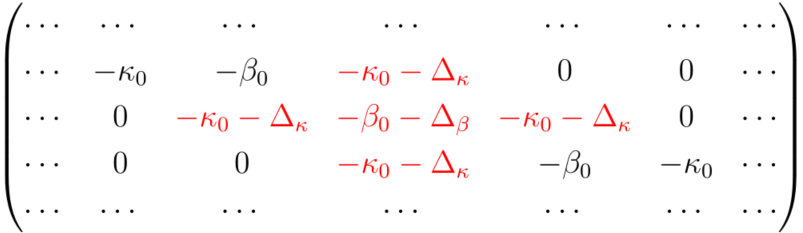 ⋯ ⋯ ⋯ ⋯ ⋯ ⋯ ⋯
⋯ −κ₀ −β₀ −κ₀ − Δ_κ 0 0 ⋯
⋯ 0 −κ₀ − Δ_κ −β₀ − Δ_β −κ₀ − Δ_κ 0 ⋯
⋯ 0 0 −κ₀ − Δ_κ −β₀ −κ₀ ⋯
⋯ ⋯ ⋯ ⋯ ⋯ ⋯ ⋯